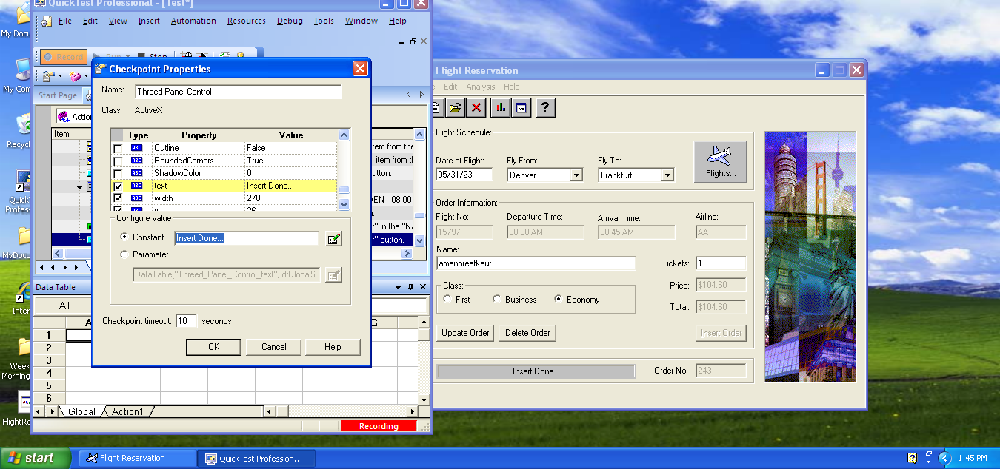 QuickTest Professional - [Test*]
File Edit View Insert Automation Resources Debug Tools Window Help
Record Run Stop
Start Page
Action
Item
Checkpoint Properties
Name: Threed Panel Control
Class: ActiveX
Type Property Value
ABC Outline False
ABC RoundedCorners True
ABC ShadowColor 0
ABC text Insert Done...
ABC width 270
Configure value
Constant Insert Done...
Parameter
DataTable("Threed_Panel_Control_text", dtGlobalS
Checkpoint timeout: 10 seconds
OK Cancel Help
item from the
' item from th
utton.
DEN 08:00
r" in the "Na
r" button.
Data Table
A1
A G
1
2
3
4
5
6
Global Action1
Recording
Flight Reservation
Edit Analysis Help
?
Flight Schedule:
Date of Flight: Fly From: Fly To:
05/31/23 Denver Frankfurt
Flights...
Order Information:
Flight No: Departure Time: Arrival Time: Airline:
15797 08:00 AM 08:45 AM AA
Name:
amanpreetkaur Tickets: 1
Class: Price: $104.60
First Business Economy
Total: $104.60
Update Order Delete Order Insert Order
Insert Done... Order No: 243
My Docu
My Com
Recyc
Quick
Profess
MyDocu
Inter
Week
Morning
FlightRe
start Flight Reservation QuickTest Profession... ? 1:45 PM